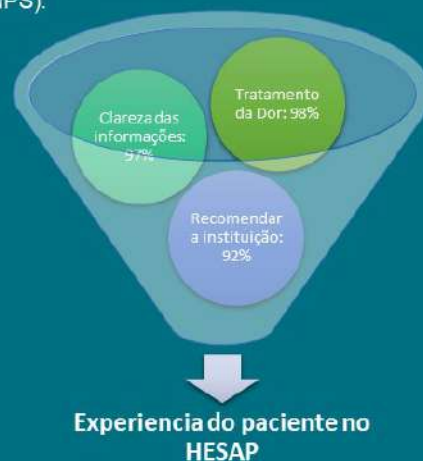 IPS).
Tratamento
da Dor: 98%
Clareza das
informações:
97%
Recomendar
a instituição:
92%
Experiencia do paciente no
HESAP